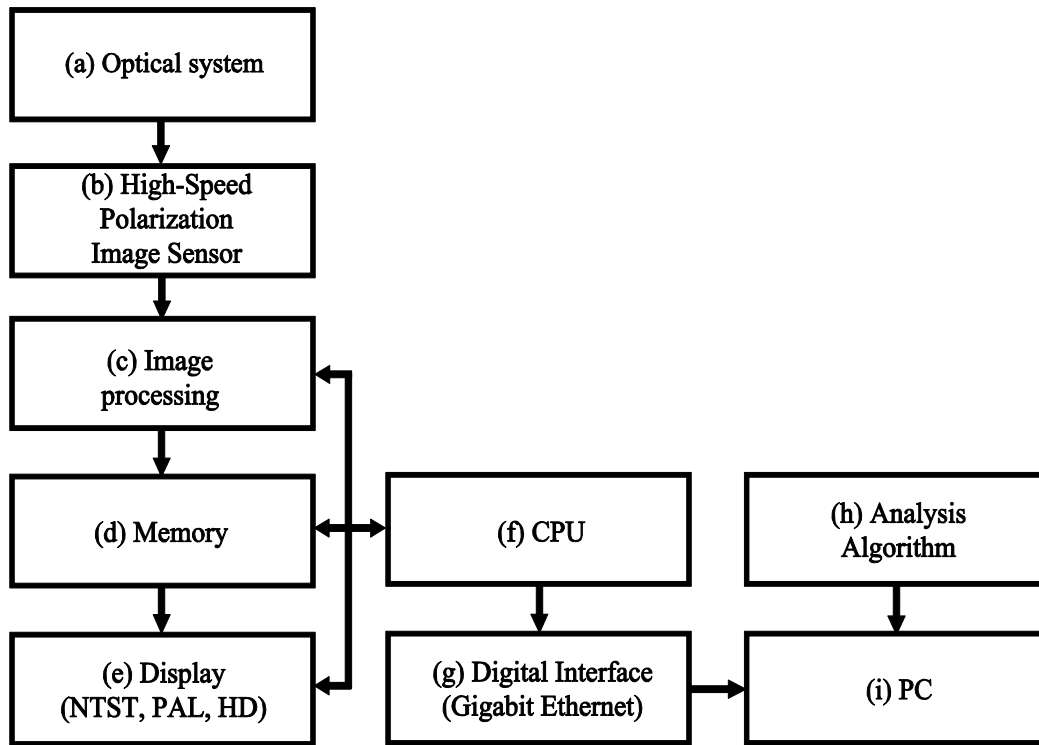 (a) Optical system
(b) High-Speed
Polarization
Image Sensor
(c) Image
processing
(d) Memory
(e) Display
(NTST, PAL, HD)
(f) CPU
(g) Digital Interface
(Gigabit Ethernet)
(h) Analysis
Algorithm
(i) PC